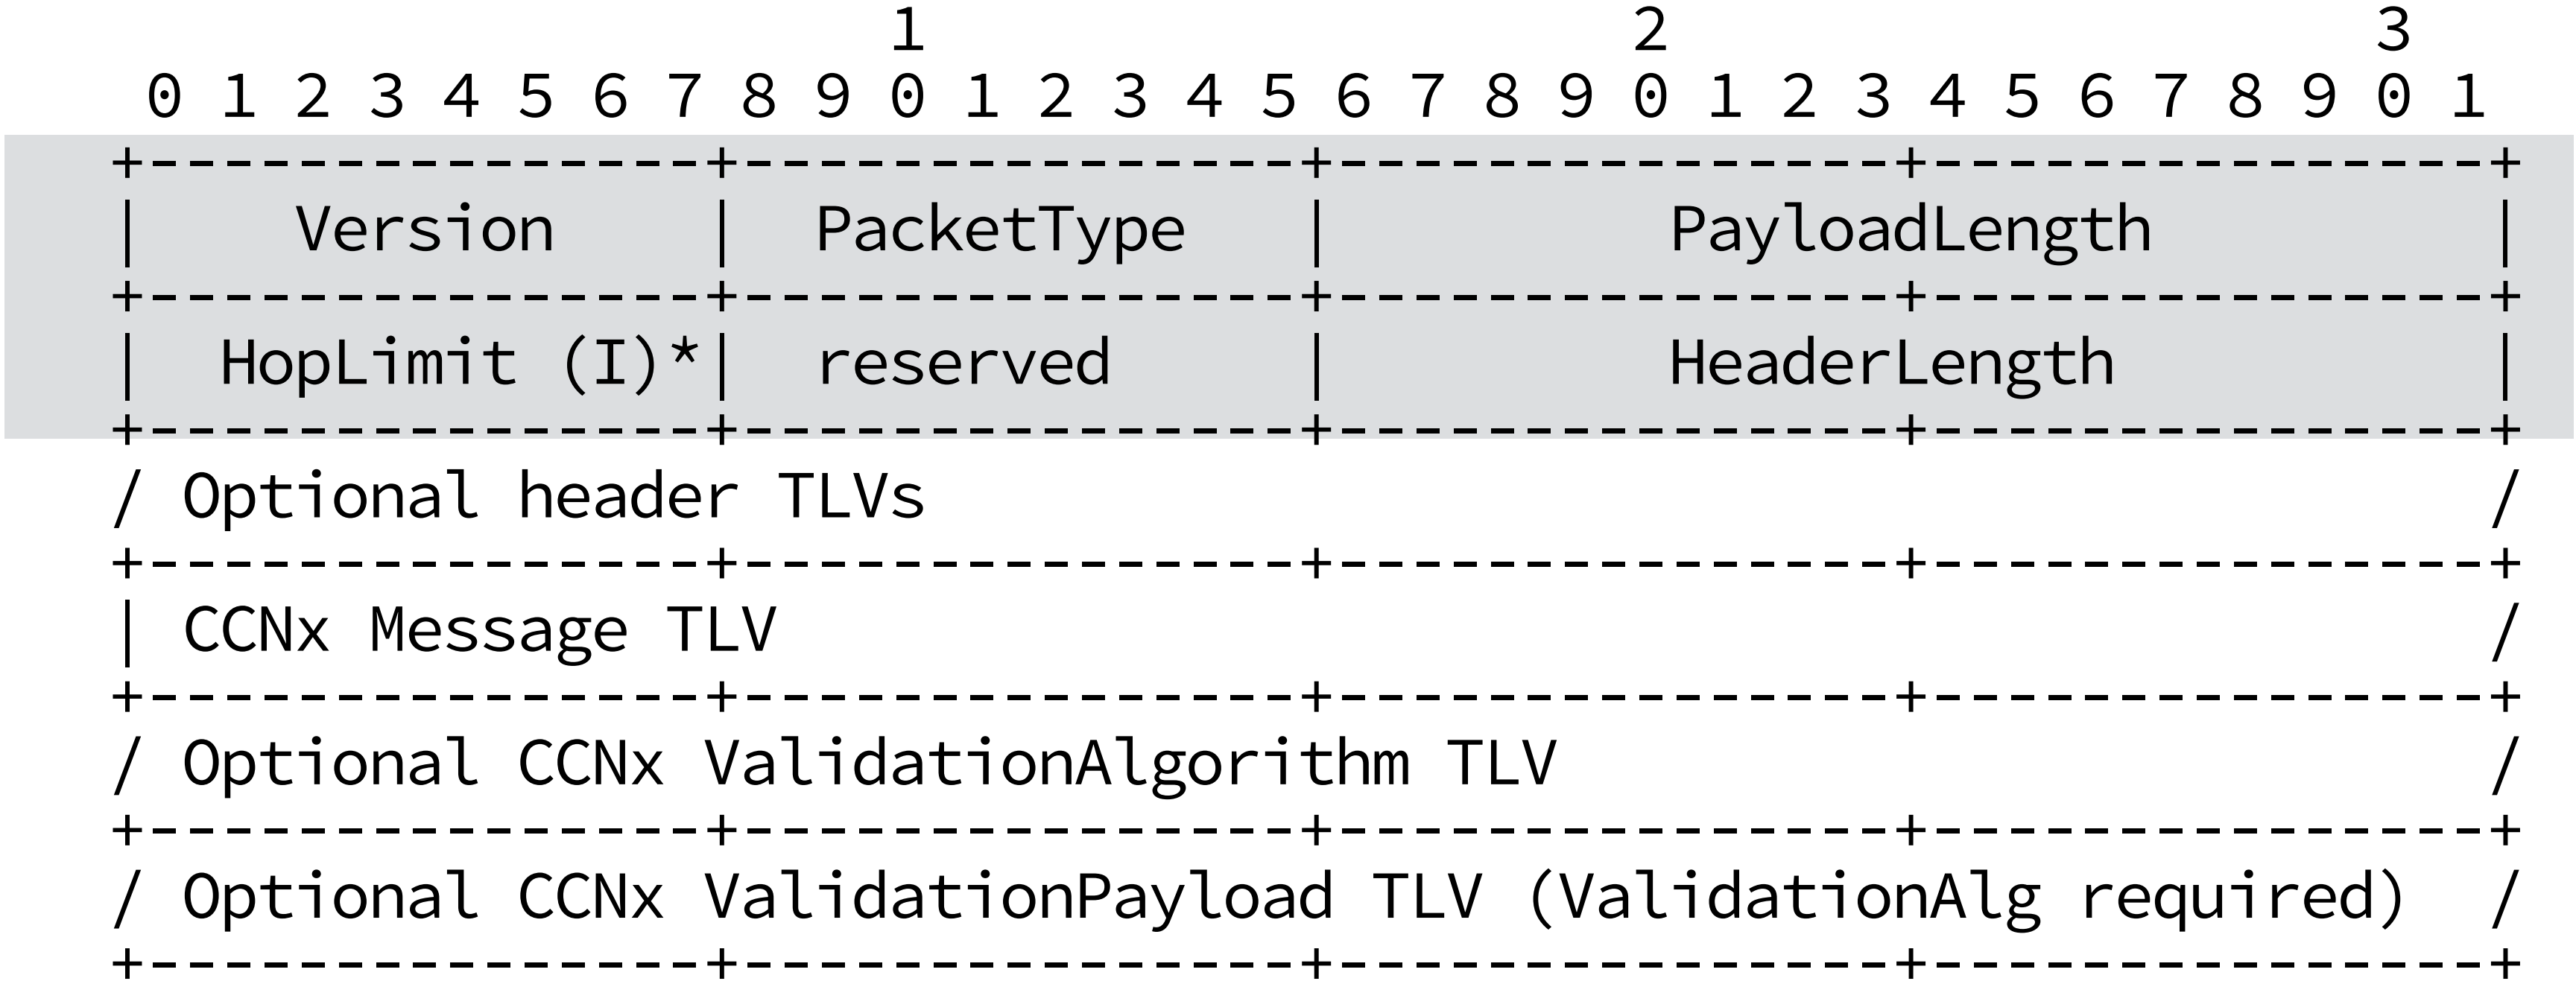 1                   2                   3
 0 1 2 3 4 5 6 7 8 9 0 1 2 3 4 5 6 7 8 9 0 1 2 3 4 5 6 7 8 9 0 1
+---------------+---------------+---------------+---------------+
|    Version    |  PacketType   |         PayloadLength         |
+---------------+---------------+---------------+---------------+
|  HopLimit (I)*|  reserved     |         HeaderLength          |
+---------------+---------------+---------------+---------------+
/ Optional header TLVs                                          /
+---------------+---------------+---------------+---------------+
| CCNx Message TLV                                              /
+---------------+---------------+---------------+---------------+
/ Optional CCNx ValidationAlgorithm TLV                         /
+---------------+---------------+---------------+---------------+
/ Optional CCNx ValidationPayload TLV (ValidationAlg required)  /
+---------------+---------------+---------------+---------------+